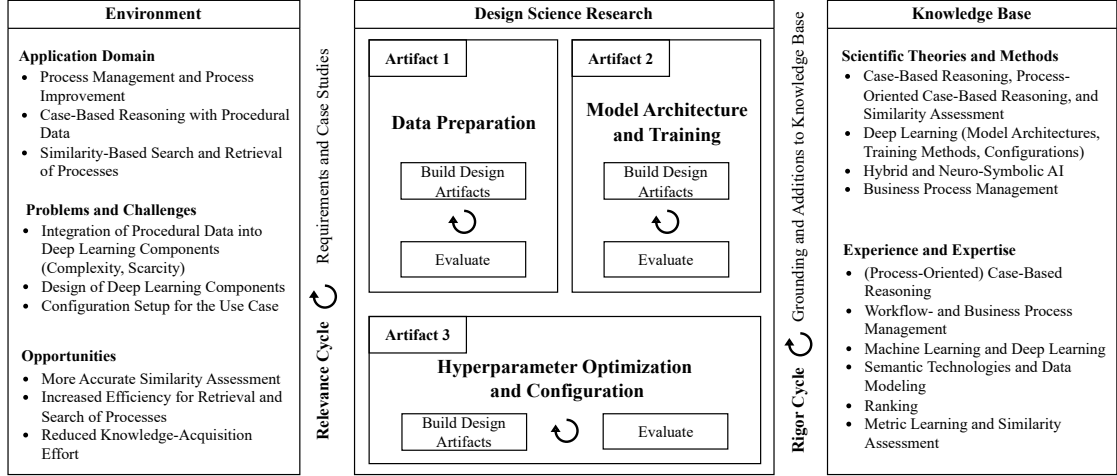 Environment
Application Domain
• Process Management and Process
Improvement
• Case-Based Reasoning with Procedural
Data
• Similarity-Based Search and Retrieval
of Processes
Problems and Challenges
• Integration of Procedural Data into
Deep Learning Components
(Complexity, Scarcity)
• Design of Deep Learning Components
• Configuration Setup for the Use Case
Opportunities
• More Accurate Similarity Assessment
• Increased Efficiency for Retrieval and
Search of Processes
• Reduced Knowledge-Acquisition
Effort
Relevance Cycle
Requirements and Case Studies
Design Science Research
Artifact 1
Data Preparation
Build Design
Artifacts
Evaluate
Artifact 2
Model Architecture
and Training
Build Design
Artifacts
Evaluate
Artifact 3
Hyperparameter Optimization
and Configuration
Build Design
Artifacts
Evaluate
Rigor Cycle
Grounding and Additions to Knowledge Base
Knowledge Base
Scientific Theories and Methods
• Case-Based Reasoning, Process-
Oriented Case-Based Reasoning, and
Similarity Assessment
• Deep Learning (Model Architectures,
Training Methods, Configurations)
• Hybrid and Neuro-Symbolic AI
• Business Process Management
Experience and Expertise
• (Process-Oriented) Case-Based
Reasoning
• Workflow- and Business Process
Management
• Machine Learning and Deep Learning
• Semantic Technologies and Data
Modeling
• Ranking
• Metric Learning and Similarity
Assessment